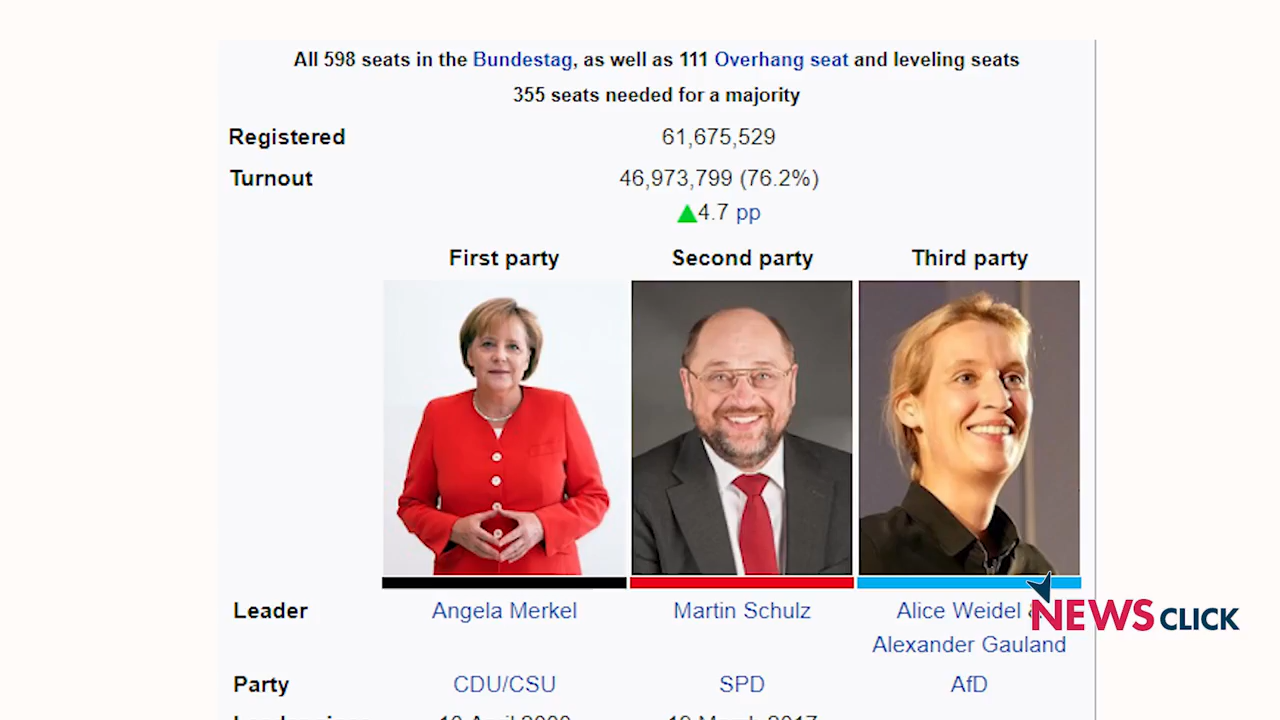 All 598 seats in the Bundestag, as well as 111 Overhang seat and leveling seats
355 seats needed for a majority
Registered 61,675,529
Turnout 46,973,799 (76.2%)
▲4.7 pp
First party Second party Third party
Leader Angela Merkel Martin Schulz Alice Weidel
Alexander Gauland
NEWSCLICK
Party CDU/CSU SPD AfD